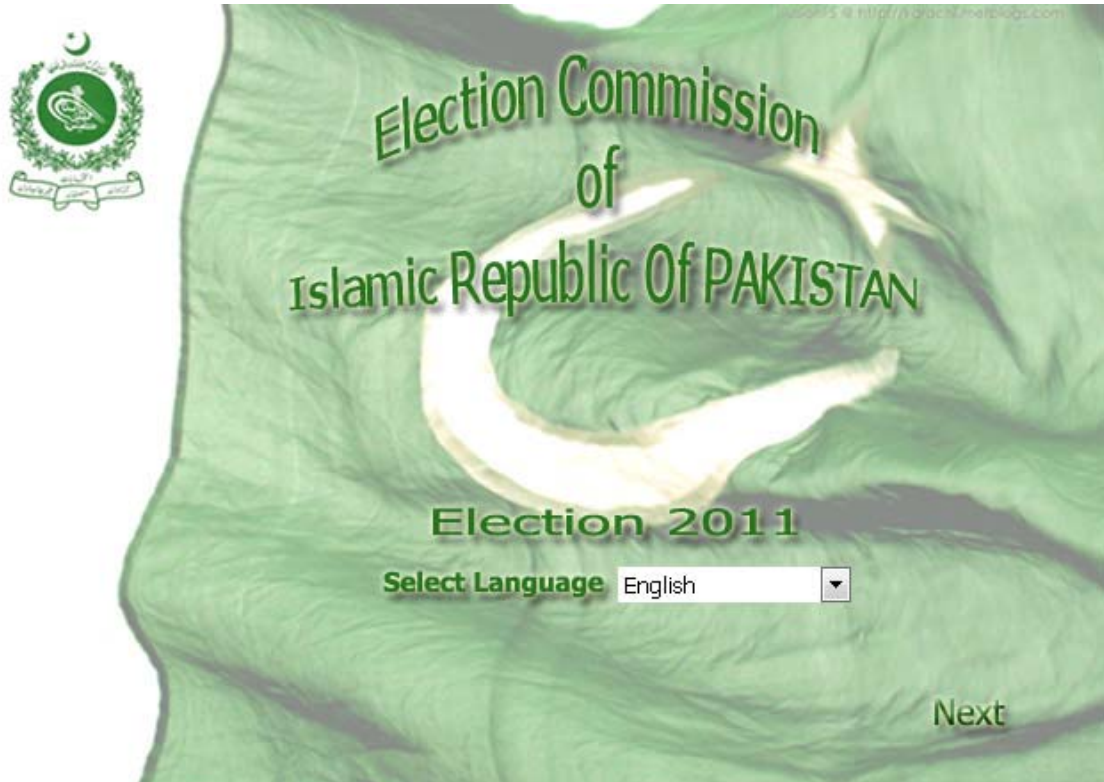 Election Commission
of
Islamic Republic Of PAKISTAN
Election 2011
Select Language English
Next